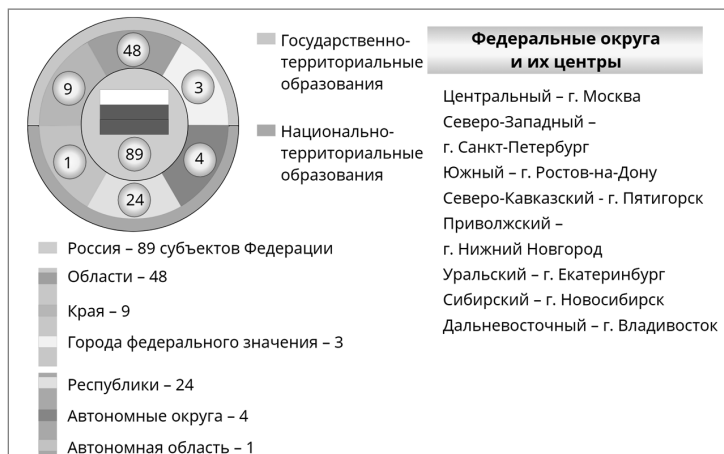 48
9
3
1
89
4
24
Государственно-
территориальные
образования
Национально-
территориальные
образования
Россия – 89 субъектов Федерации
Области – 48
Края – 9
Города федерального значения – 3
Республики – 24
Автономные округа – 4
Автономная область – 1
Федеральные округа
и их центры
Центральный – г. Москва
Северо-Западный –
г. Санкт-Петербург
Южный – г. Ростов-на-Дону
Северо-Кавказский - г. Пятигорск
Приволжский –
г. Нижний Новгород
Уральский – г. Екатеринбург
Сибирский – г. Новосибирск
Дальневосточный – г. Владивосток